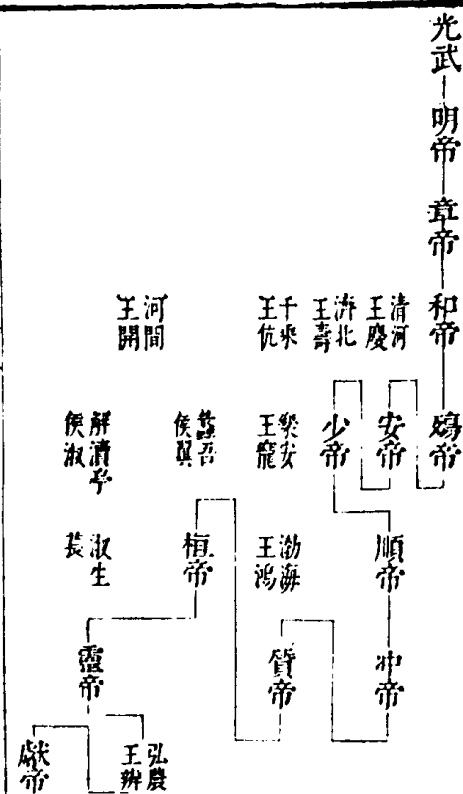 光武
明帝
章帝
和帝
殤帝
清河
王慶
安帝
順帝
冲帝
濟北
王壽
少帝
千乗
王伉
樂安
王寵
渤海
王鴻
質帝
蠡吾
侯翼
桓帝
河間
王開
解瀆亭
侯淑
淑生
萇
靈帝
弘農
王辨
獻帝